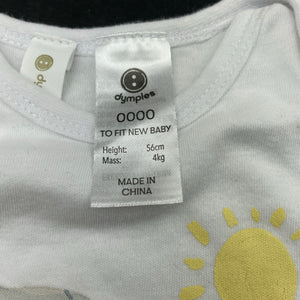 dymples
0000
TO FIT NEW BABY
Height: 56cm
Mass: 4kg
MADE IN
CHINA